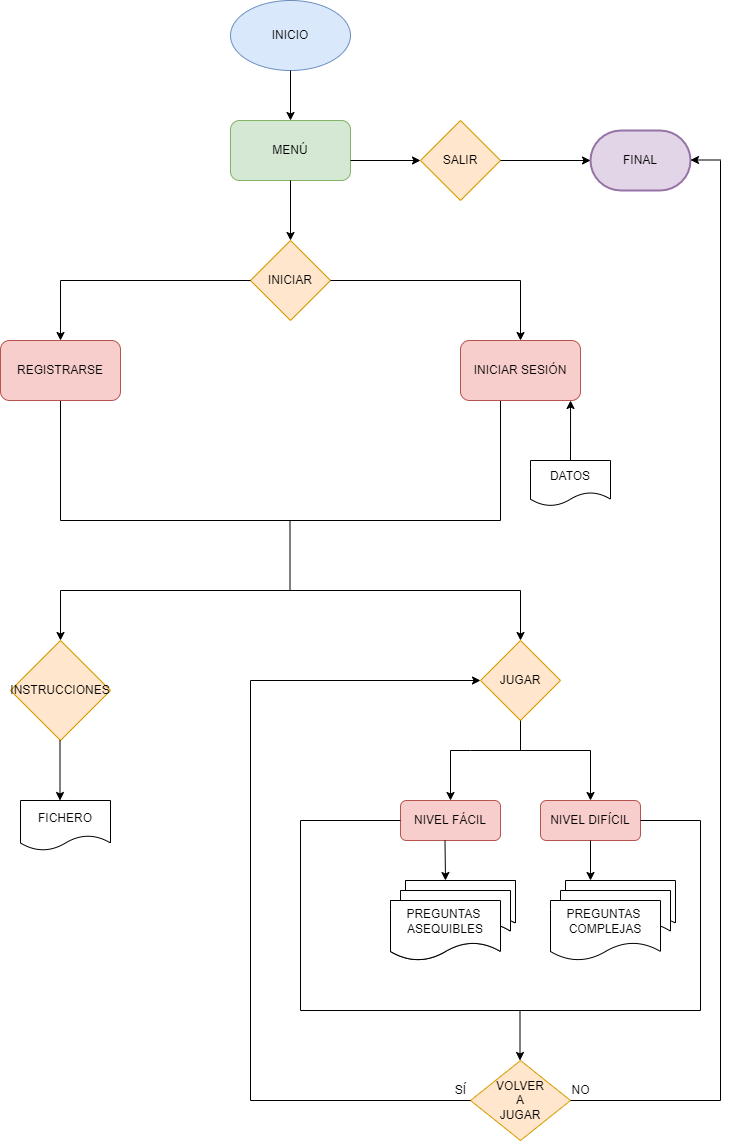 INICIO
MENÚ
SALIR
FINAL
INICIAR
REGISTRARSE
INICIAR SESIÓN
DATOS
INSTRUCCIONES
JUGAR
FICHERO
NIVEL FÁCIL
NIVEL DIFÍCIL
PREGUNTAS
ASEQUIBLES
PREGUNTAS
COMPLEJAS
SÍ
VOLVER
A
JUGAR
NO